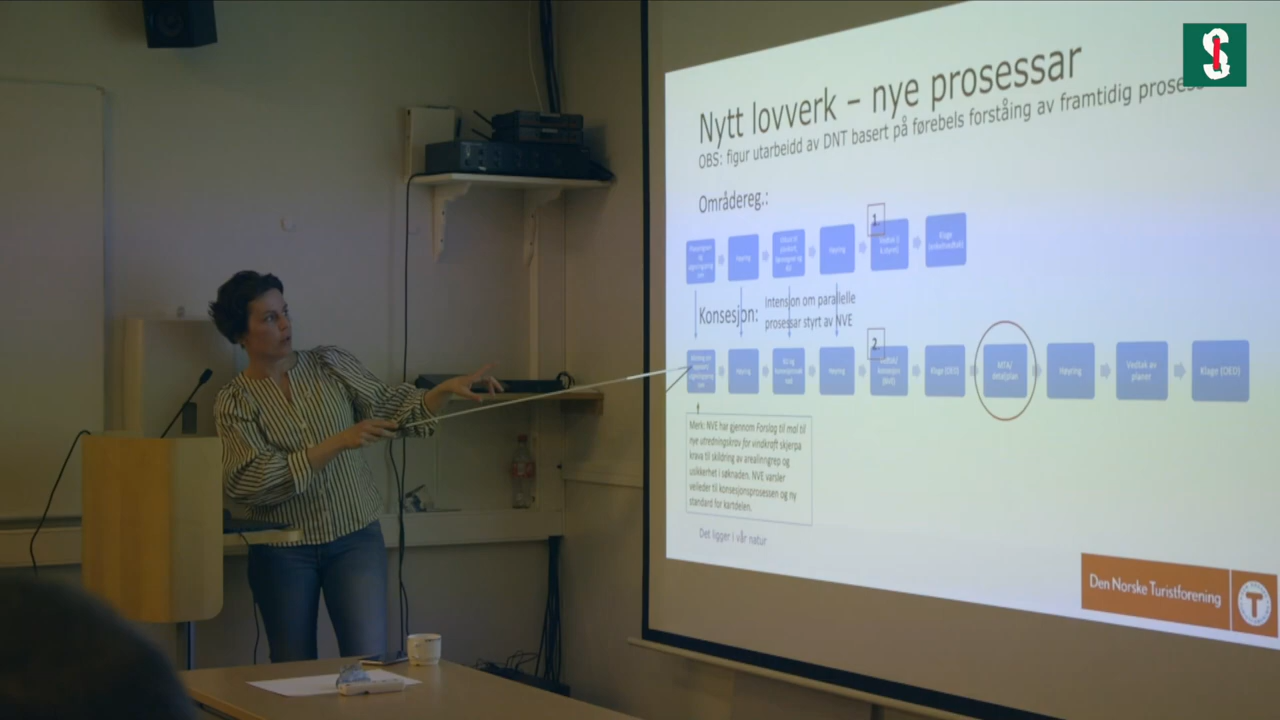 Nytt lovverk – nye prosessar
OBS: figur utarbeidd av DNT basert på førebels forståing av framtidig prosess
Områdereg.:
1.
Høring
Høring
Klage
Konsesjon:
Intensjon om parallelle
prosessar styrt av NVE
2.
Høring
Høring
Klage (OED)
MTA/
detaljplan
Høyring
Vedtak av
planer
Klage (OED)
Merk: NVE har gjennom Forslag til mal til
nye utredningskrav for vindkraft skjerpa
krava til skildring av arealinngrep og
usikkerhet i søknaden. NVE varsler
veileder til konsesjonsprosessen og ny
standard for kartdelen.
Det ligger i vår natur
Den Norske Turistforening
T